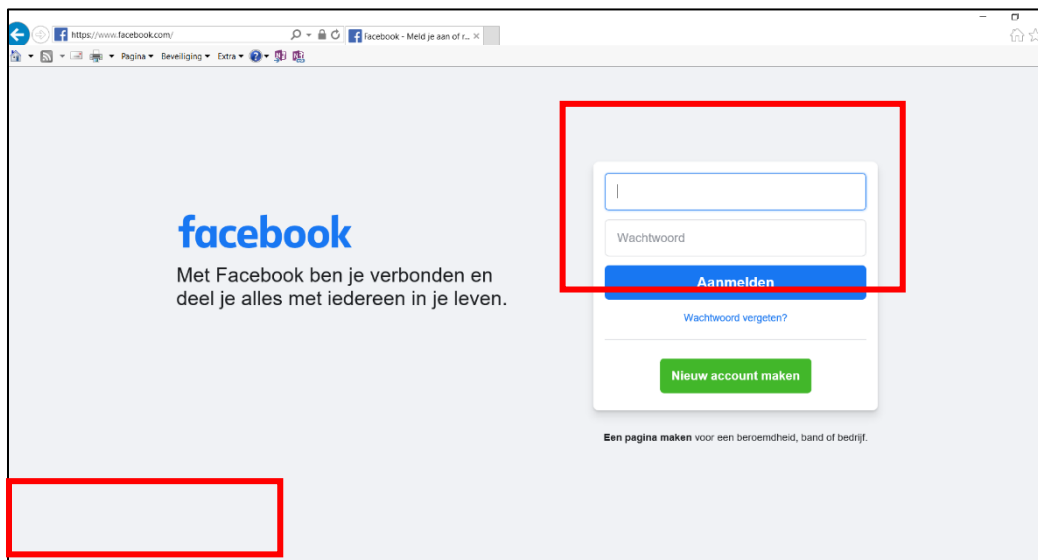 https://www.facebook.com/
Facebook - Meld je aan of r...
Pagina Beveiliging Extra
facebook
Met Facebook ben je verbonden en
deel je alles met iedereen in je leven.
Wachtwoord
Aanmelden
Wachtwoord vergeten?
Nieuw account maken
Een pagina maken voor een beroemdheid, band of bedrijf.